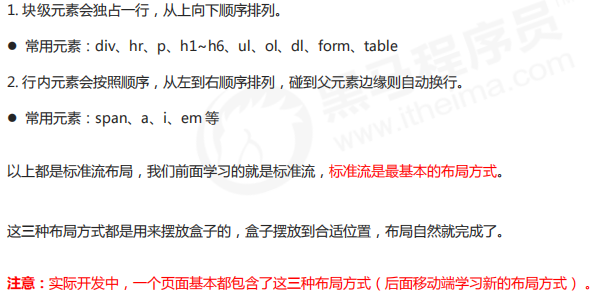 1. 块级元素会独占一行，从上向下顺序排列。
● 常用元素：div、hr、p、h1~h6、ul、ol、dl、form、table
2. 行内元素会按照顺序，从左到右顺序排列，碰到父元素边缘则自动换行。
● 常用元素：span、a、i、em 等
以上都是标准流布局，我们前面学习的就是标准流，标准流是最基本的布局方式。
这三种布局方式都是用来摆放盒子的，盒子摆放到合适位置，布局自然就完成了。
注意：实际开发中，一个页面基本都包含了这三种布局方式（后面移动端学习新的布局方式） 。
黑马程序员
www.itheima.com